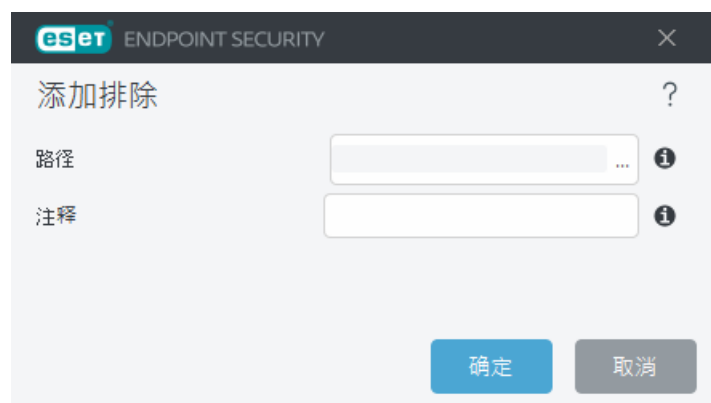 eset ENDPOINT SECURITY
添加排除 ?
路径 ...
注释
确定 取消